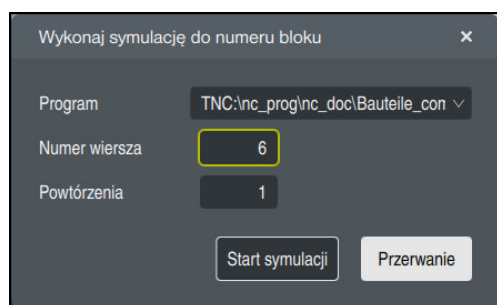 Wykonaj symulację do numeru bloku
Program TNC:\nc_prog\nc_doc\Bauteile_con
Numer wiersza 6
Powtórzenia 1
Start symulacji Przerwanie